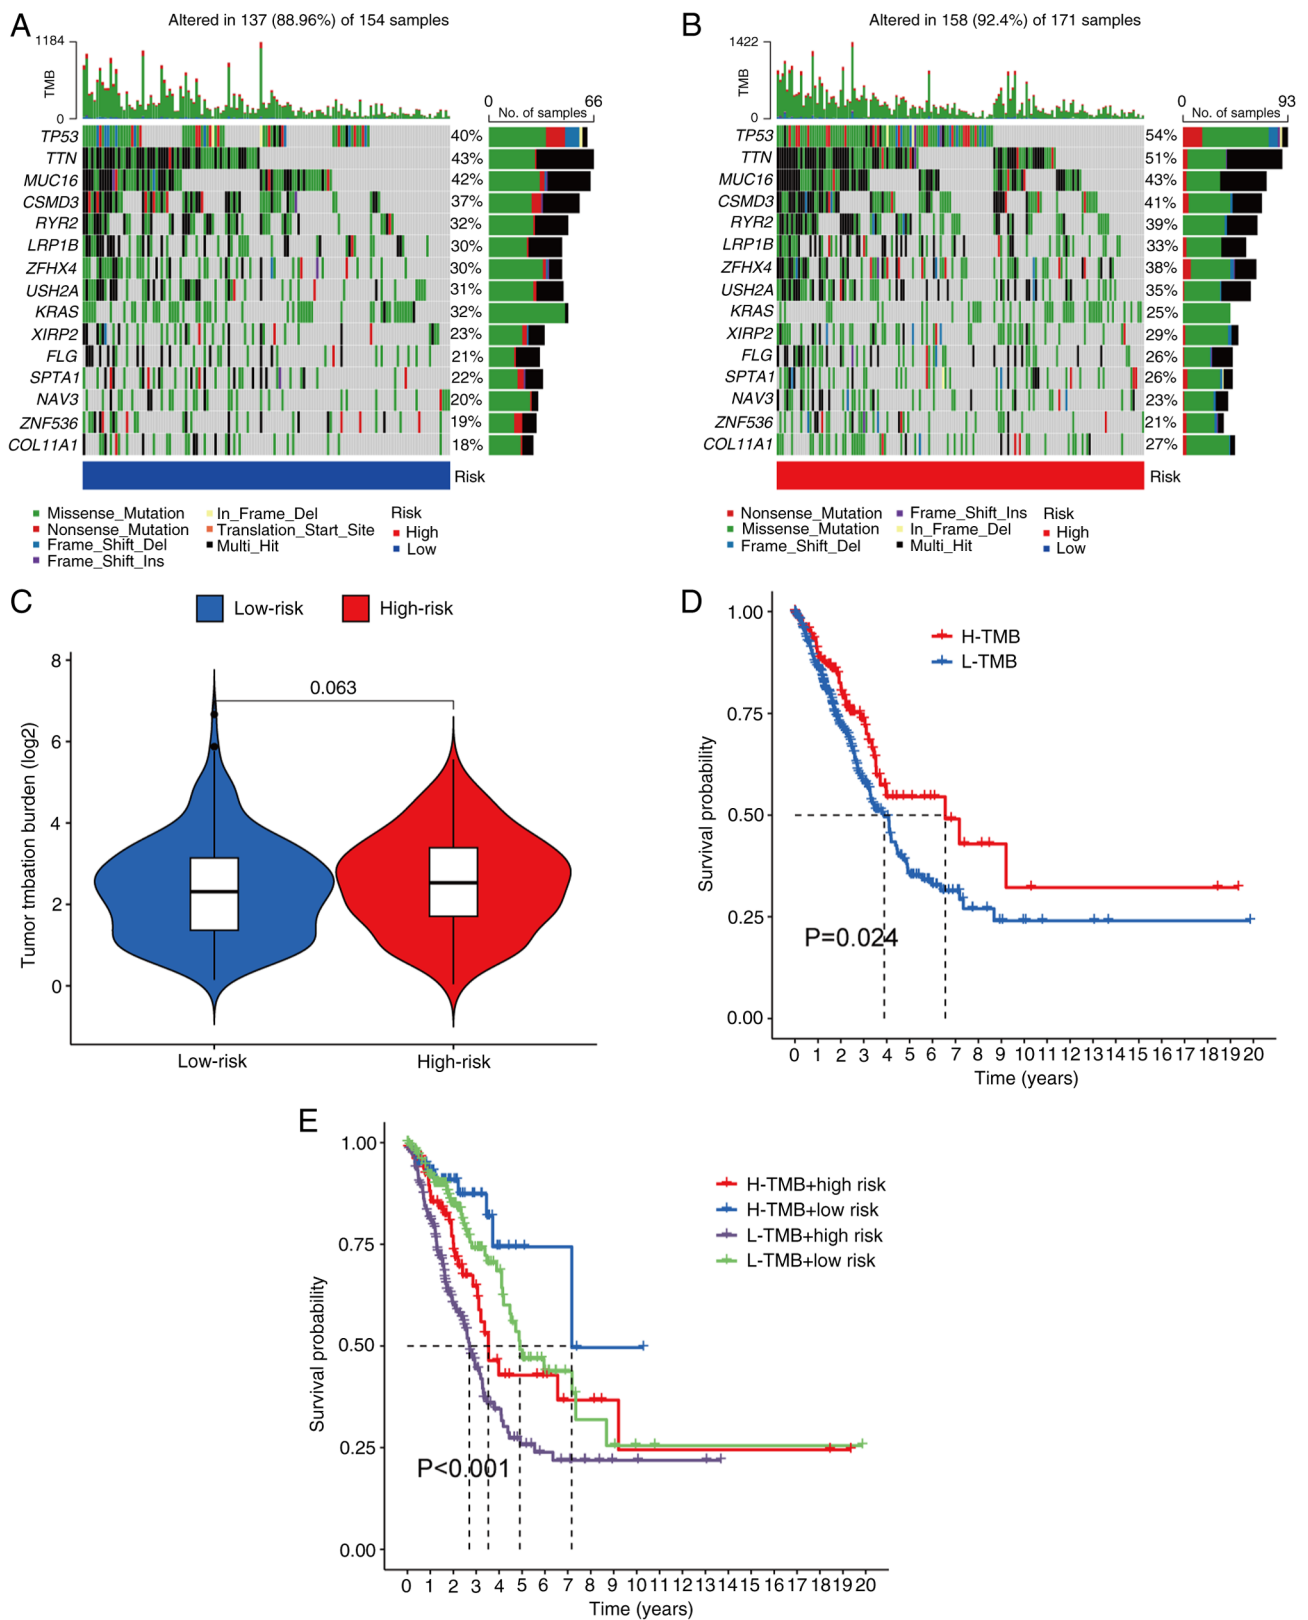 A
Altered in 137 (88.96%) of 154 samples
1184
TMB
0
0 66
No. of samples
TP53 40%
TTN 43%
MUC16 42%
CSMD3 37%
RYR2 32%
LRP1B 30%
ZFHX4 30%
USH2A 31%
KRAS 32%
XIRP2 23%
FLG 21%
SPTA1 22%
NAV3 20%
ZNF536 19%
COL11A1 18%
Risk
Missense_Mutation
Nonsense_Mutation
Frame_Shift_Del
Frame_Shift_Ins
In_Frame_Del
Translation_Start_Site
Multi_Hit
Risk
High
Low
B
Altered in 158 (92.4%) of 171 samples
1422
TMB
0
0 93
No. of samples
TP53 54%
TTN 51%
MUC16 43%
CSMD3 41%
RYR2 39%
LRP1B 33%
ZFHX4 38%
USH2A 35%
KRAS 25%
XIRP2 29%
FLG 26%
SPTA1 26%
NAV3 23%
ZNF536 21%
COL11A1 27%
Risk
Nonsense_Mutation
Missense_Mutation
Frame_Shift_Del
Frame_Shift_Ins
In_Frame_Del
Multi_Hit
Risk
High
Low
C
Low-risk High-risk
Tumor tmbation burden (log2)
8
6
4
2
0
0.063
Low-risk High-risk
D
H-TMB
L-TMB
Survival probability
1.00
0.75
0.50
0.25
0.00
P=0.024
0 1 2 3 4 5 6 7 8 9 10 11 12 13 14 15 16 17 18 19 20
Time (years)
E
H-TMB+high risk
H-TMB+low risk
L-TMB+high risk
L-TMB+low risk
Survival probability
1.00
0.75
0.50
0.25
0.00
P<0.001
0 1 2 3 4 5 6 7 8 9 10 11 12 13 14 15 16 17 18 19 20
Time (years)